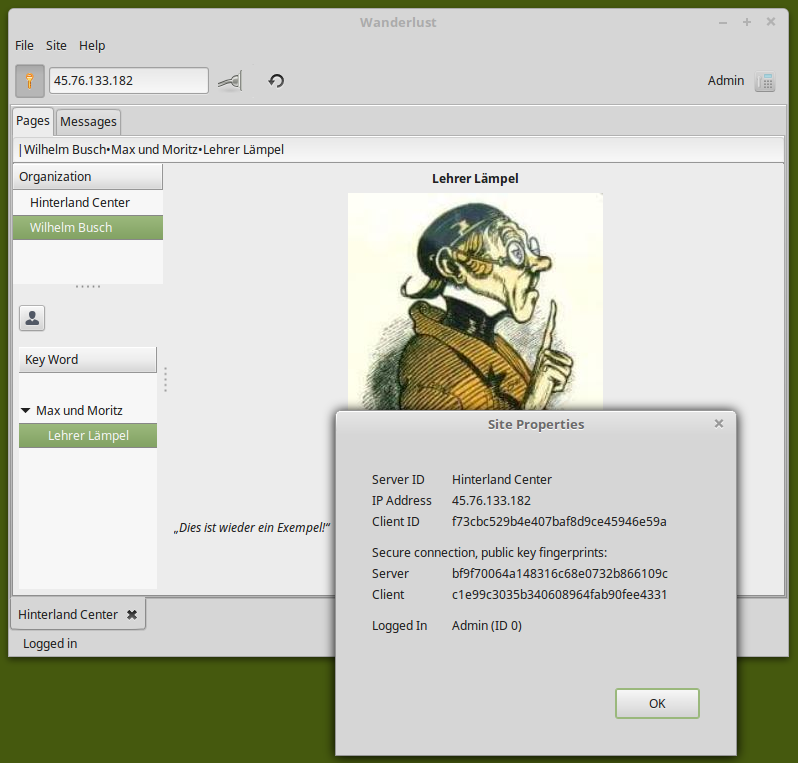 Wanderlust
File Site Help
45.76.133.182 Admin
Pages Messages
|Wilhelm Busch•Max und Moritz•Lehrer Lämpel
Organization
Hinterland Center
Wilhelm Busch
Key Word
Max und Moritz
Lehrer Lämpel
Lehrer Lämpel
„Dies ist wieder ein Exempel!“
Site Properties
Server ID Hinterland Center
IP Address 45.76.133.182
Client ID f73cbc529b4e407baf8d9ce45946e59a
Secure connection, public key fingerprints:
Server bf9f70064a148316c68e0732b866109c
Client c1e99c3035b340608964fab90fee4331
Logged In Admin (ID 0)
OK
Hinterland Center
Logged in